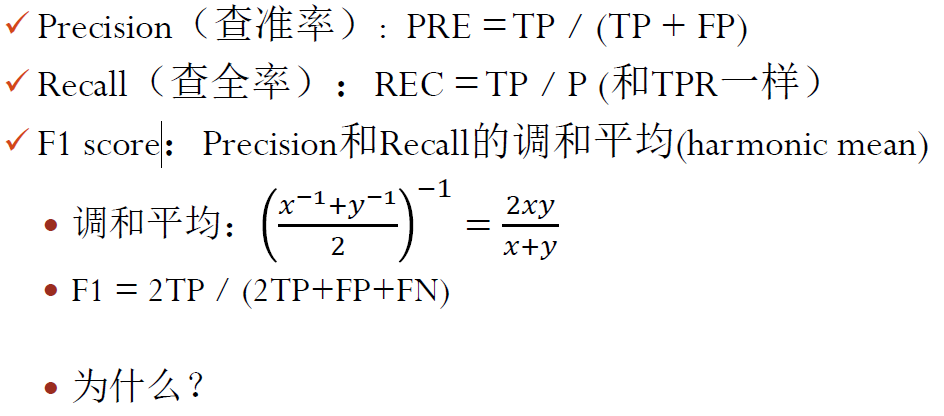 ✓ Precision（查准率）: PRE = TP / (TP + FP)
✓ Recall（查全率）：REC = TP / P (和TPR一样）
✓ F1 score：Precision和Recall的调和平均(harmonic mean)
• 调和平均：$\left(\frac{x^{-1}+y^{-1}}{2}\right)^{-1} = \frac{2xy}{x+y}$
• F1 = 2TP / (2TP+FP+FN)
• 为什么？